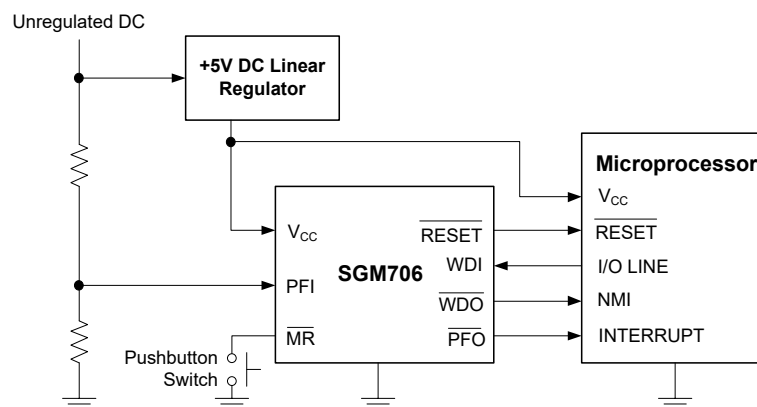 Unregulated DC
+5V DC Linear
Regulator
Microprocessor
VCC
RESET
I/O LINE
NMI
INTERRUPT
SGM706
VCC
PFI
MR
RESET
WDI
WDO
PFO
Pushbutton
Switch